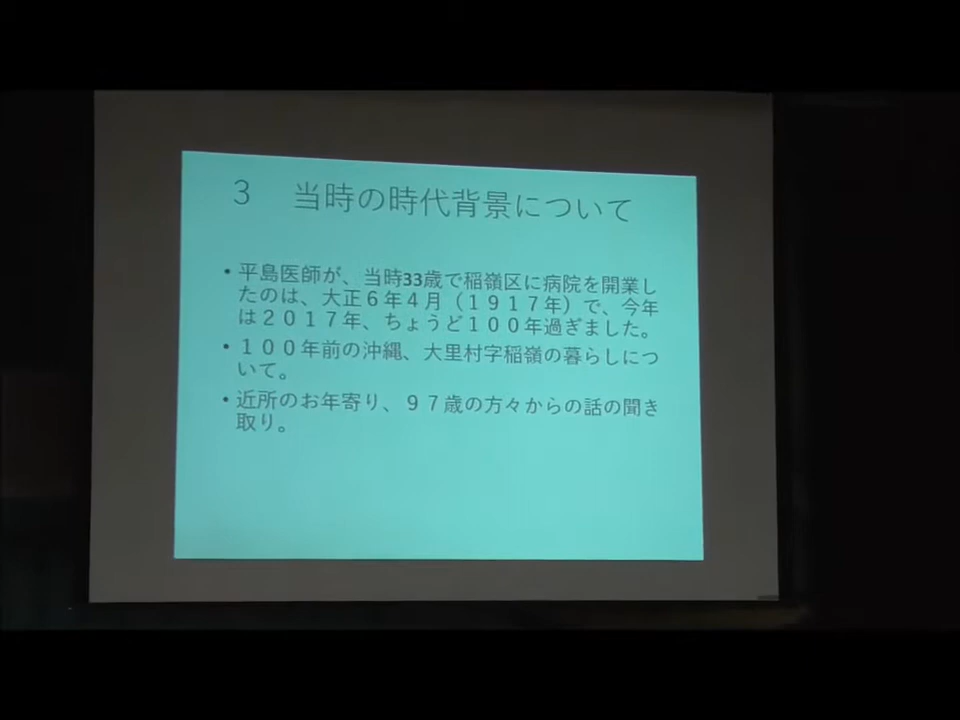 ３　当時の時代背景について
• 平島医師が、当時33歳で稲嶺区に病院を開業し
たのは、大正６年４月（１９１７年）で、今年
は２０１７年、ちょうど１００年過ぎました。
• １００年前の沖縄、大里村字稲嶺の暮らしにつ
いて。
• 近所のお年寄り、９７歳の方々からの話の聞き
取り。